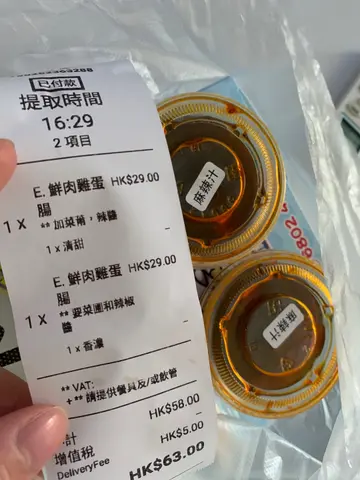 已付款
提取時間
16:29
2 項目
E. 鮮肉雞蛋 HK$29.00
腸
1 x ** 加菜莆，辣醬
1 x 清甜
-
E. 鮮肉雞蛋 HK$29.00
腸
1 x ** 要菜圃和辣椒
醬
1 x 香濃
-
** VAT:
+ ** 請提供餐具及/或飲管
計 HK$58.00
-
增值稅 HK$5.00
DeliveryFee HK$63.00
麻辣汁
麻辣汁
6802